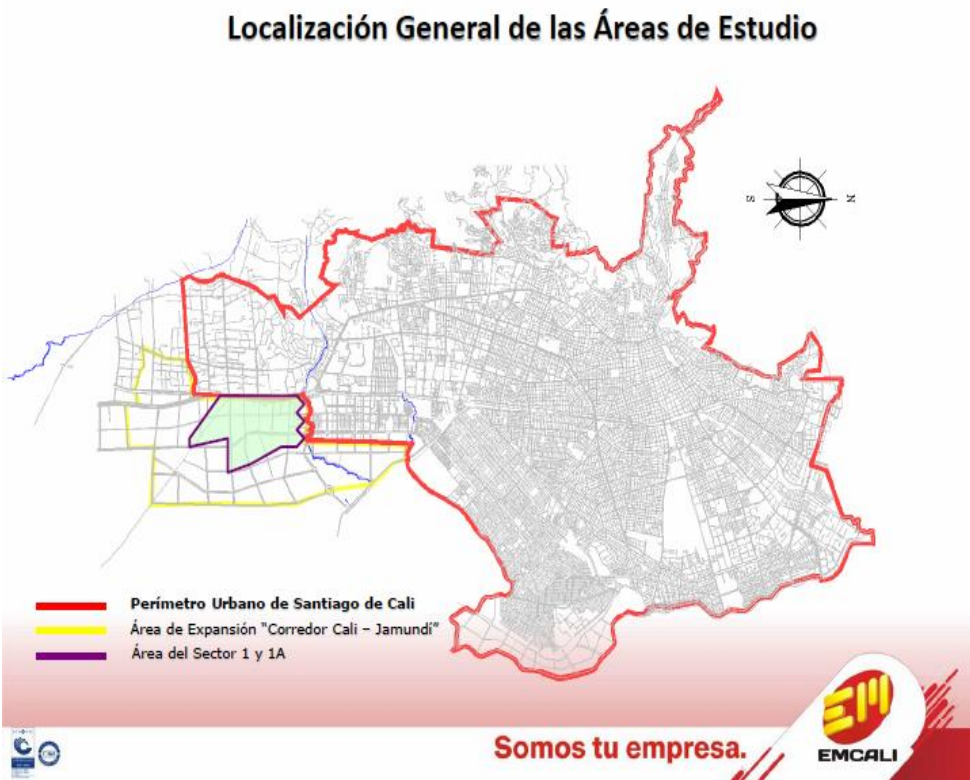 Localización General de las Áreas de Estudio
S
N
Perímetro Urbano de Santiago de Cali
Área de Expansión "Corredor Cali – Jamundí"
Área del Sector 1 y 1A
Somos tu empresa.
EM
EMCALI